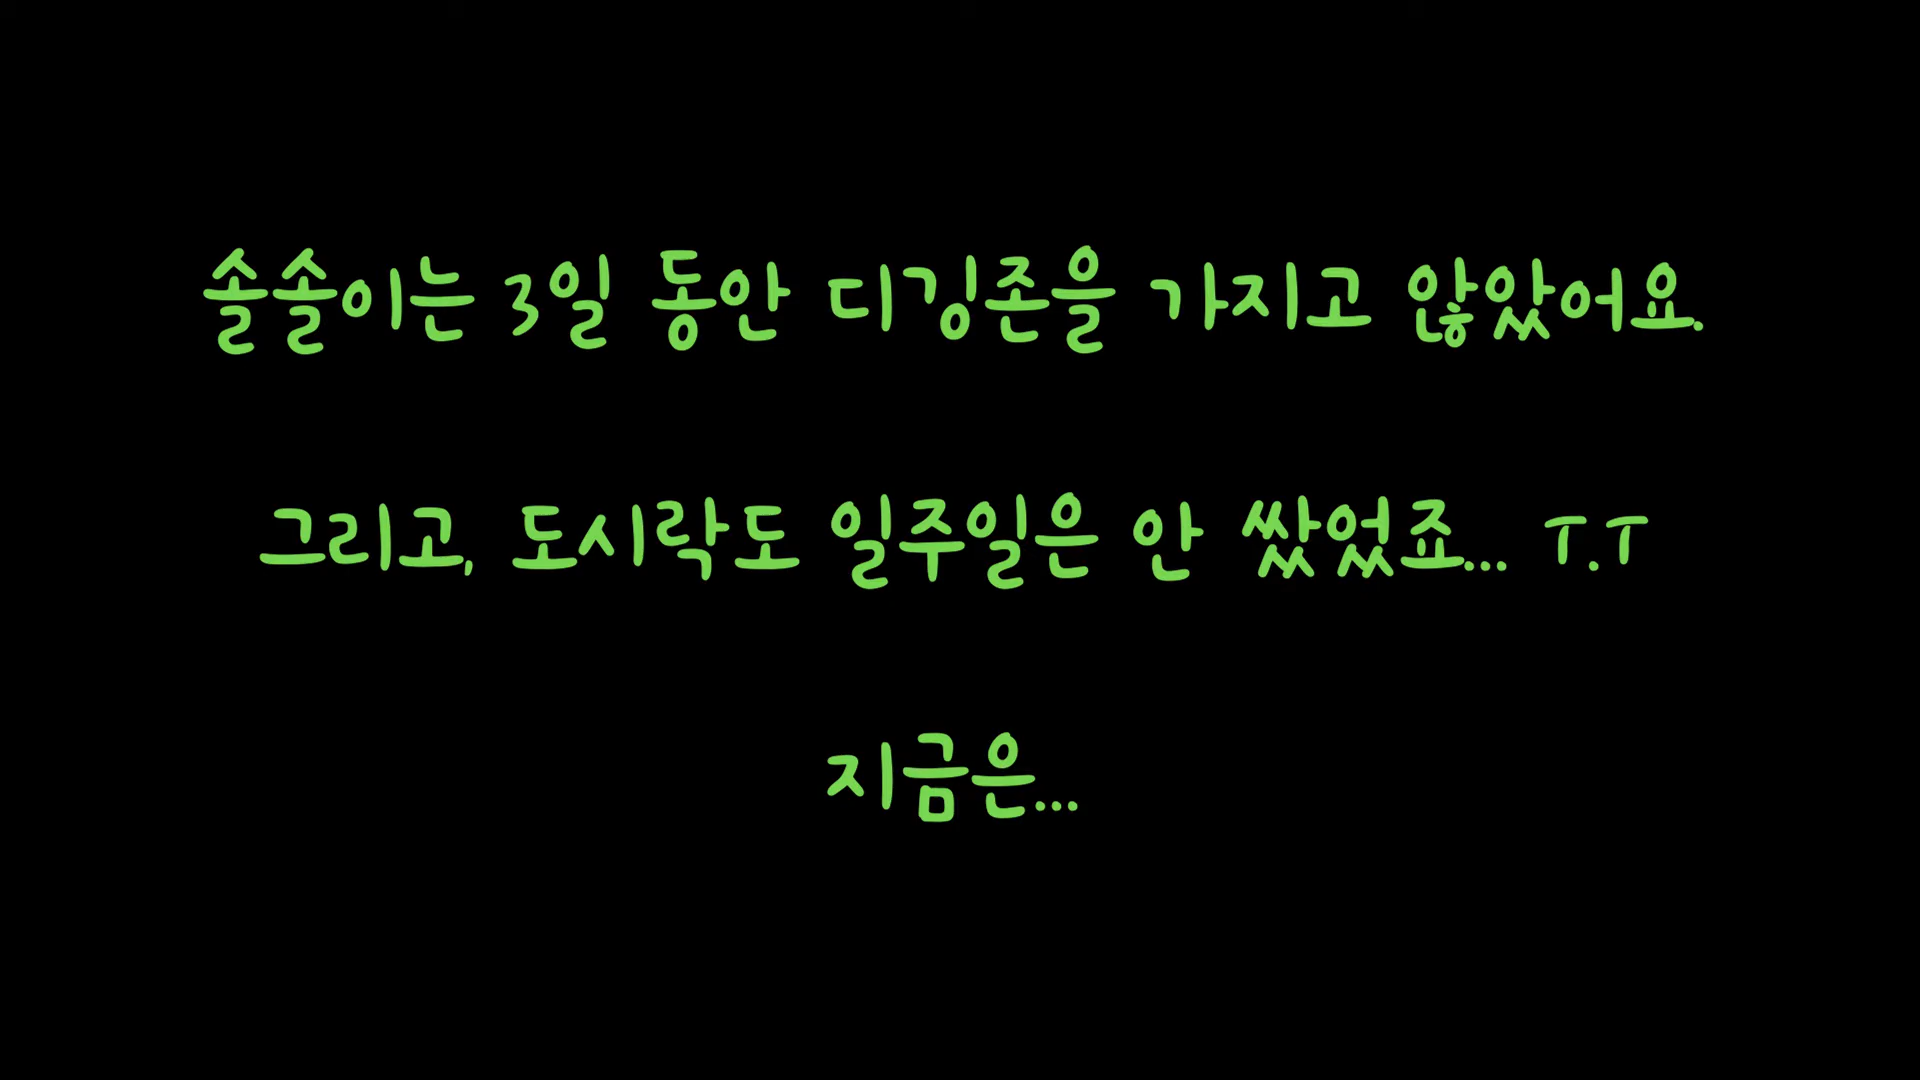 솔솔이는 3일 동안 디깅존을 가지고 않았어요.
그리고, 도시락도 일주일은 안 쌌었죠... T.T
지금은...